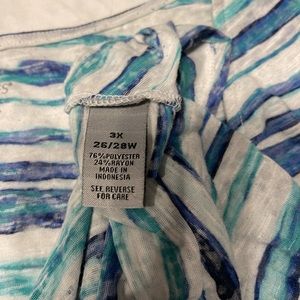 3X
26/28W
76% POLYESTER
24% RAYON
MADE IN
INDONESIA
SEE REVERSE
FOR CARE